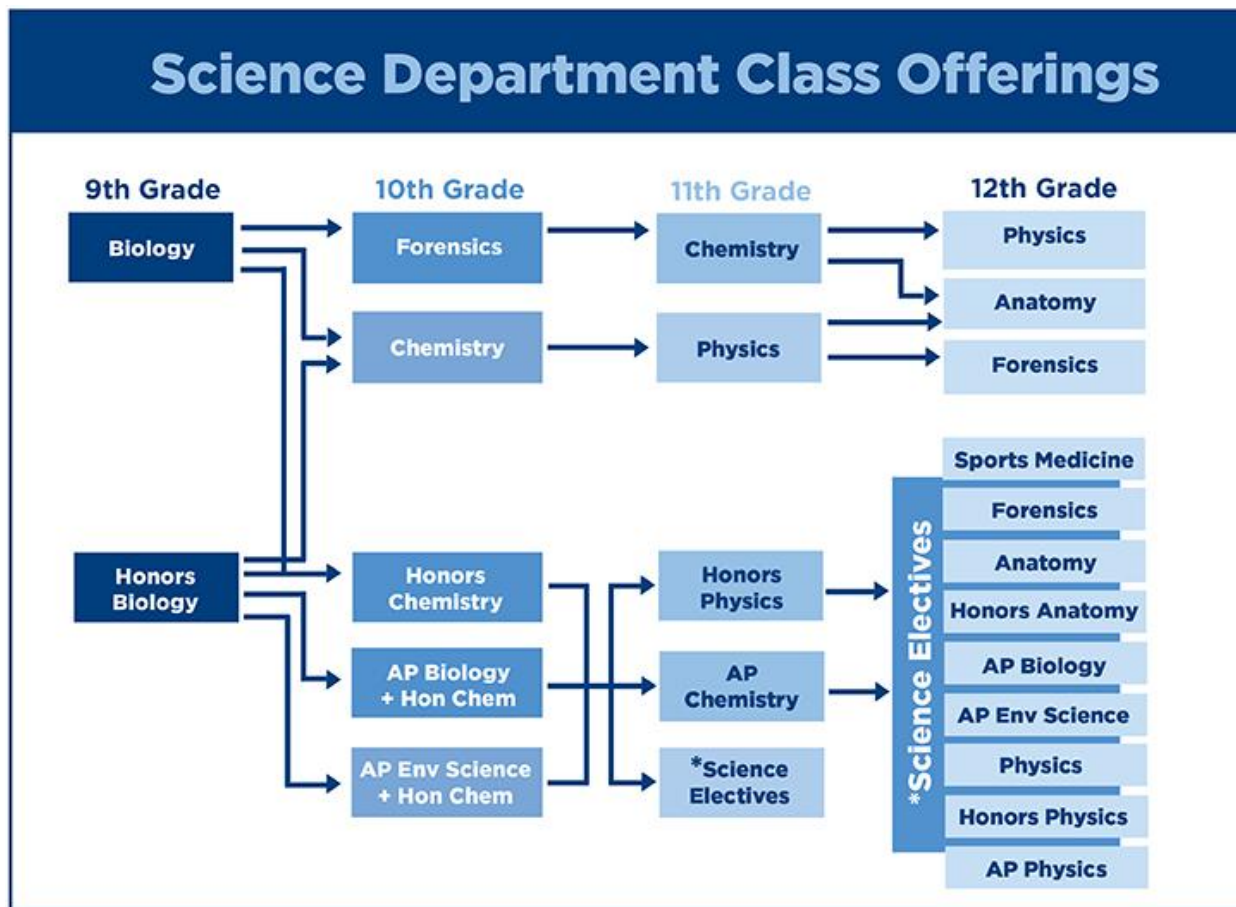 Science Department Class Offerings
9th Grade
10th Grade
11th Grade
12th Grade
Biology
Forensics
Chemistry
Physics
Anatomy
Chemistry
Physics
Forensics
Sports Medicine
Forensics
Anatomy
Honors Anatomy
AP Biology
AP Env Science
Physics
Honors Physics
AP Physics
*Science Electives
Honors
Biology
Honors
Chemistry
Honors
Physics
AP Biology
+ Hon Chem
AP
Chemistry
AP Env Science
+ Hon Chem
*Science
Electives